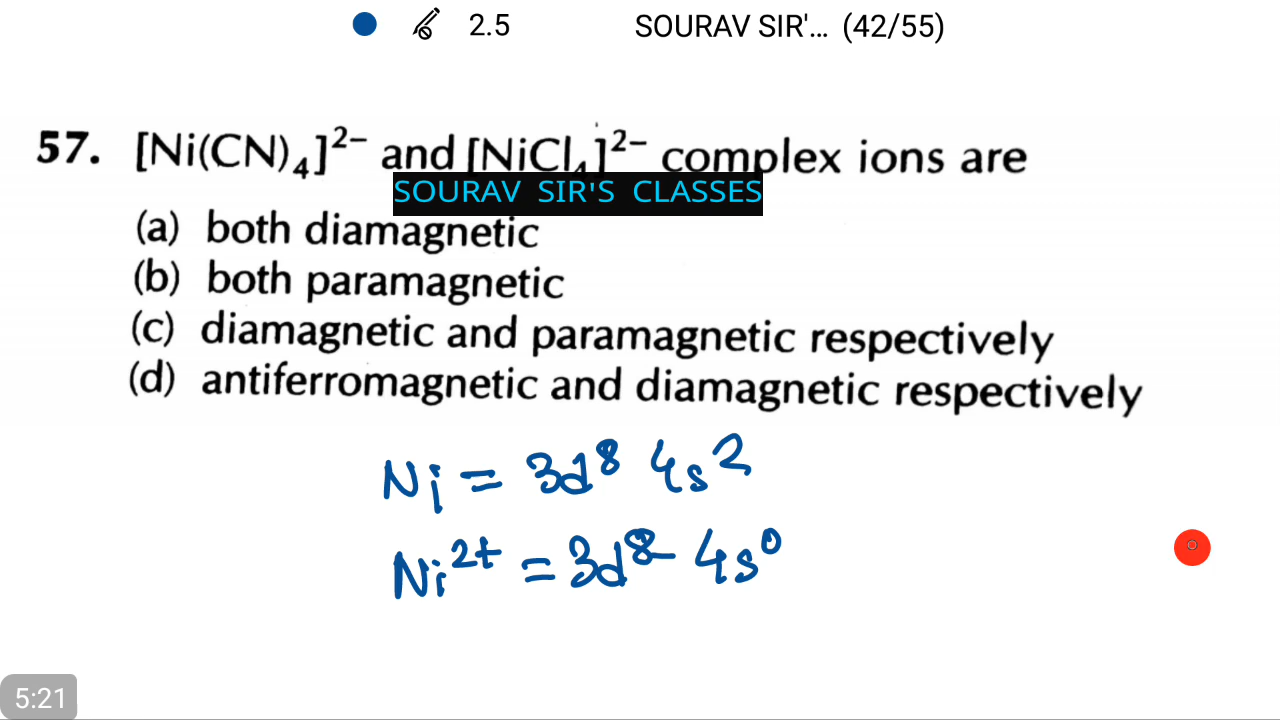 2.5 SOURAV SIR'... (42/55)
57. [Ni(CN)₄]²⁻ and [NiCl₄]²⁻ complex ions are
SOURAV SIR'S CLASSES
(a) both diamagnetic
(b) both paramagnetic
(c) diamagnetic and paramagnetic respectively
(d) antiferromagnetic and diamagnetic respectively
Ni = 3d⁸ 4s²
Ni²⁺ = 3d⁸ 4s⁰
5:21